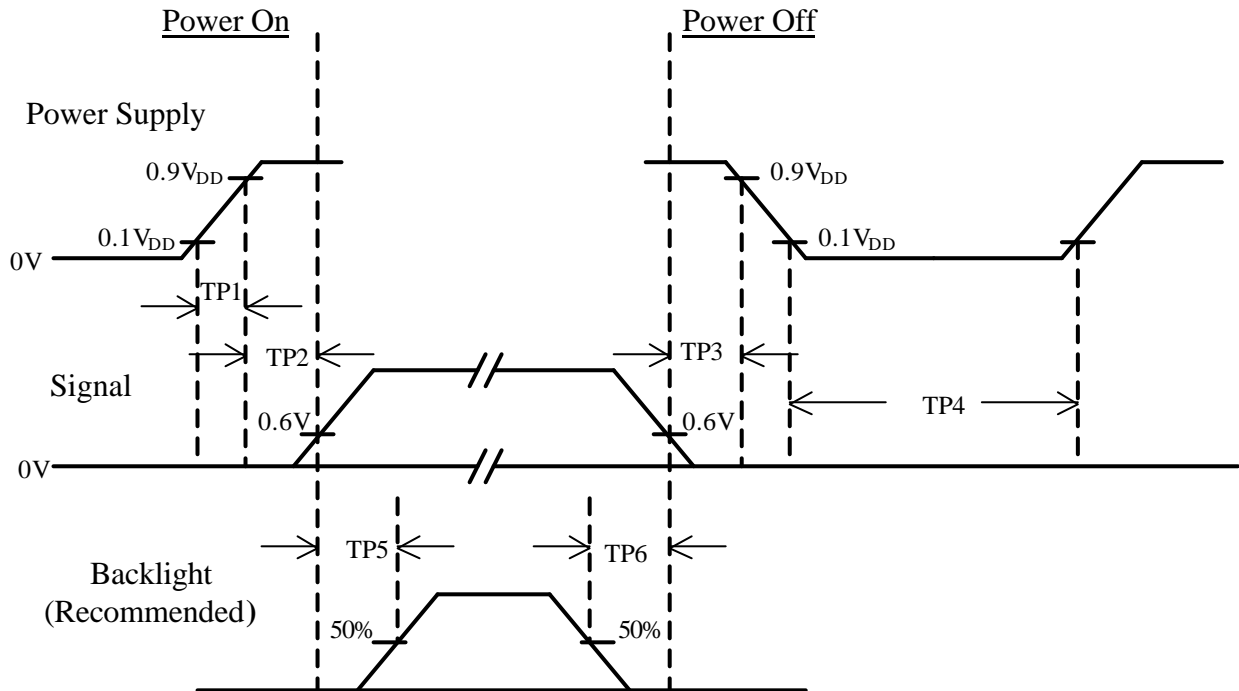 Power On
Power Off
Power Supply
0.9VDD
0.9VDD
0.1VDD
0.1VDD
0V
TP1
TP2
TP3
Signal
TP4
0.6V
0.6V
0V
TP5
TP6
Backlight
(Recommended)
50%
50%